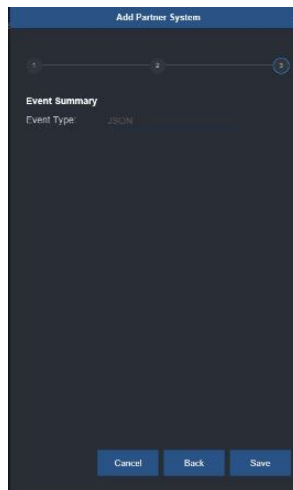 Add Partner System
1 2 3
Event Summary
Event Type: JSON
Cancel Back Save